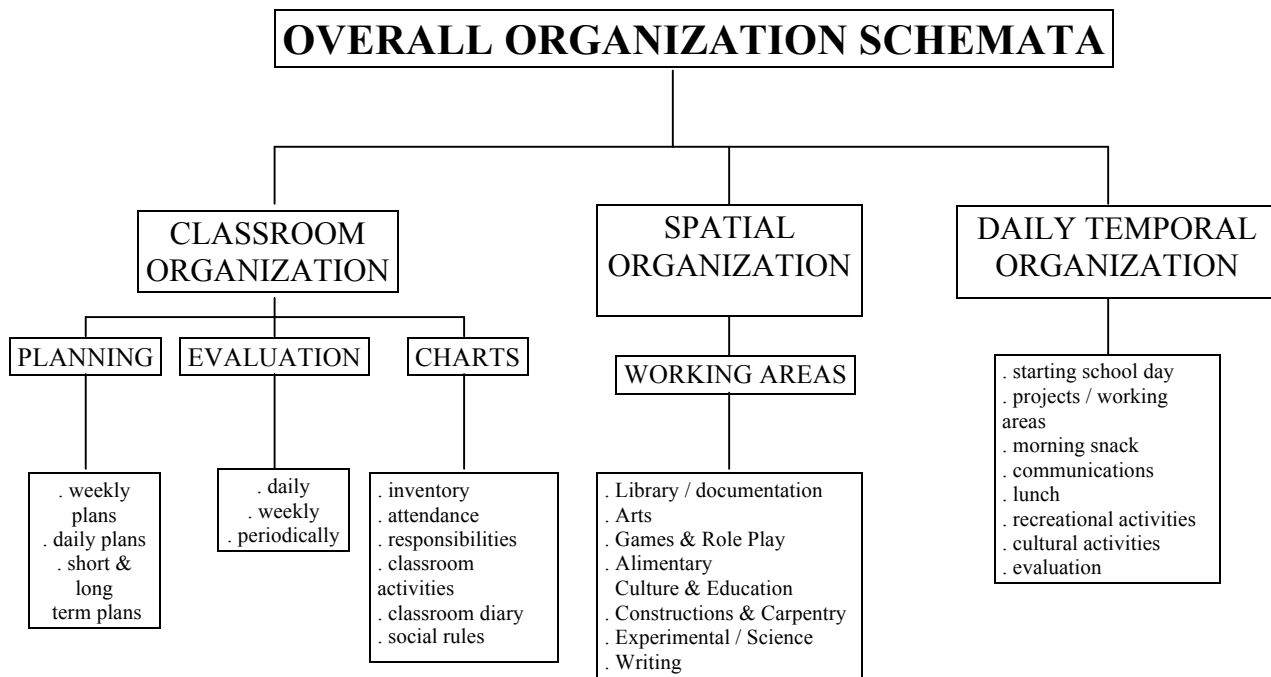 OVERALL ORGANIZATION SCHEMATA
CLASSROOM
ORGANIZATION
SPATIAL
ORGANIZATION
DAILY TEMPORAL
ORGANIZATION
PLANNING
EVALUATION
CHARTS
WORKING AREAS
. weekly
plans
. daily plans
. short &
long
term plans
. daily
. weekly
. periodically
. inventory
. attendance
. responsibilities
. classroom
activities
. classroom diary
. social rules
. Library / documentation
. Arts
. Games & Role Play
. Alimentary
Culture & Education
. Constructions & Carpentry
. Experimental / Science
. Writing
. starting school day
. projects / working
areas
. morning snack
. communications
. lunch
. recreational activities
. cultural activities
. evaluation